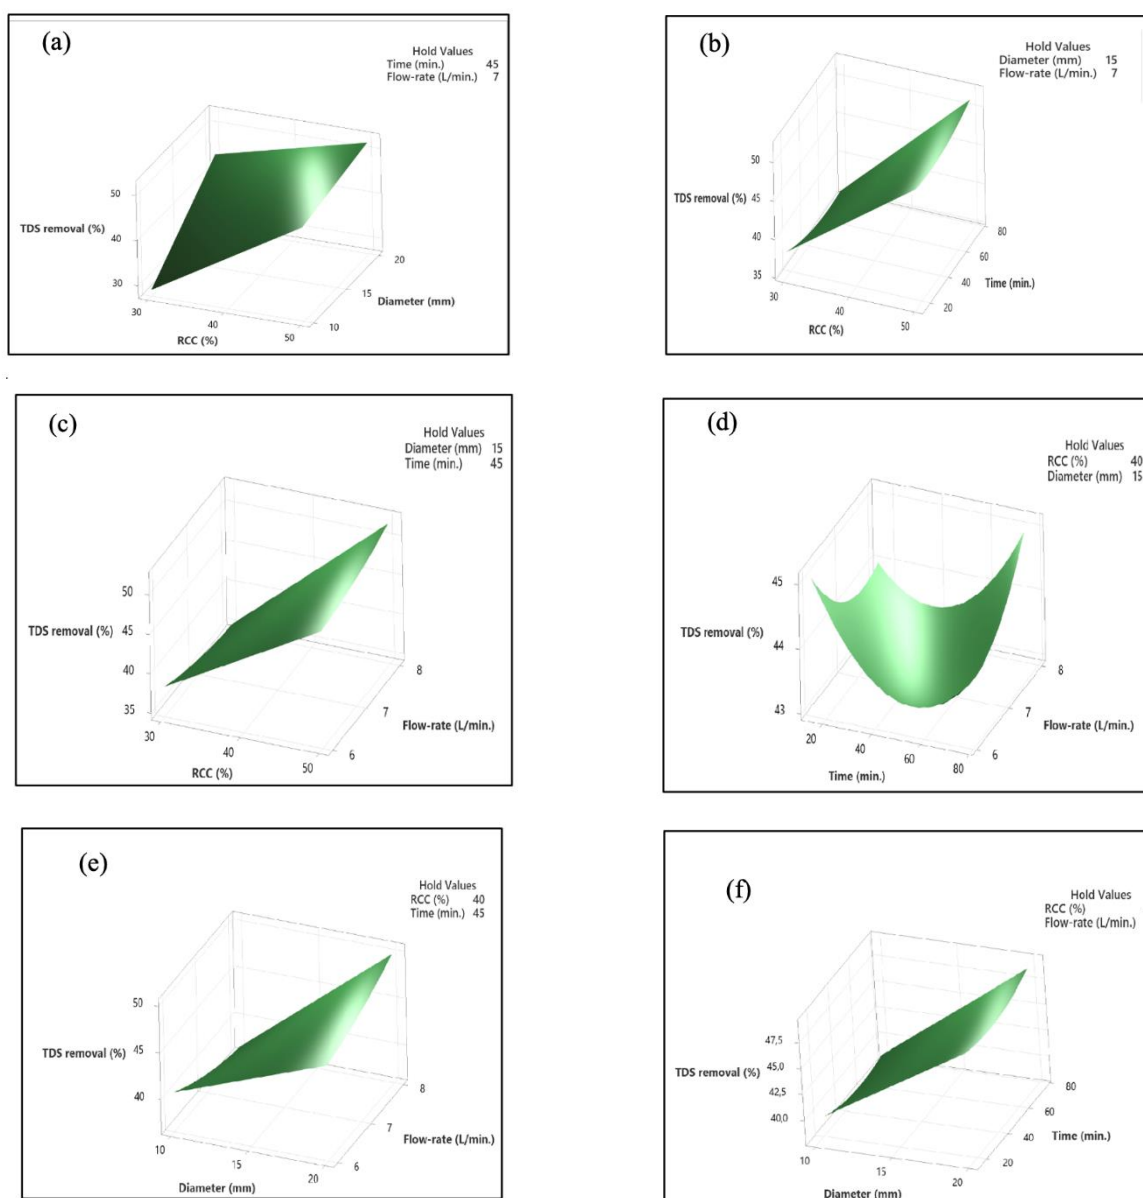 (a)
Hold Values
Time (min.) 45
Flow-rate (L/min.) 7
50
TDS removal (%)
40
30
20
15
Diameter (mm)
10
30
40
50
RCC (%)
(b)
Hold Values
Diameter (mm) 15
Flow-rate (L/min.) 7
50
TDS removal (%) 45
40
35
80
60
Time (min.)
40
20
30
40
50
RCC (%)
(c)
Hold Values
Diameter (mm) 15
Time (min.) 45
50
TDS removal (%) 45
40
35
8
7
Flow-rate (L/min.)
6
30
40
50
RCC (%)
(d)
Hold Values
RCC (%) 40
Diameter (mm) 15
45
TDS removal (%)
44
43
8
7
Flow-rate (L/min.)
6
20
40
60
80
Time (min.)
(e)
Hold Values
RCC (%) 40
Time (min.) 45
50
TDS removal (%) 45
40
8
7
Flow-rate (L/min.)
6
10
15
20
Diameter (mm)
(f)
Hold Values
RCC (%)
Flow-rate (L/min.)
47,5
TDS removal (%) 45,0
42,5
40,0
80
60
Time (min.)
40
20
10
15
20
Diameter (mm)